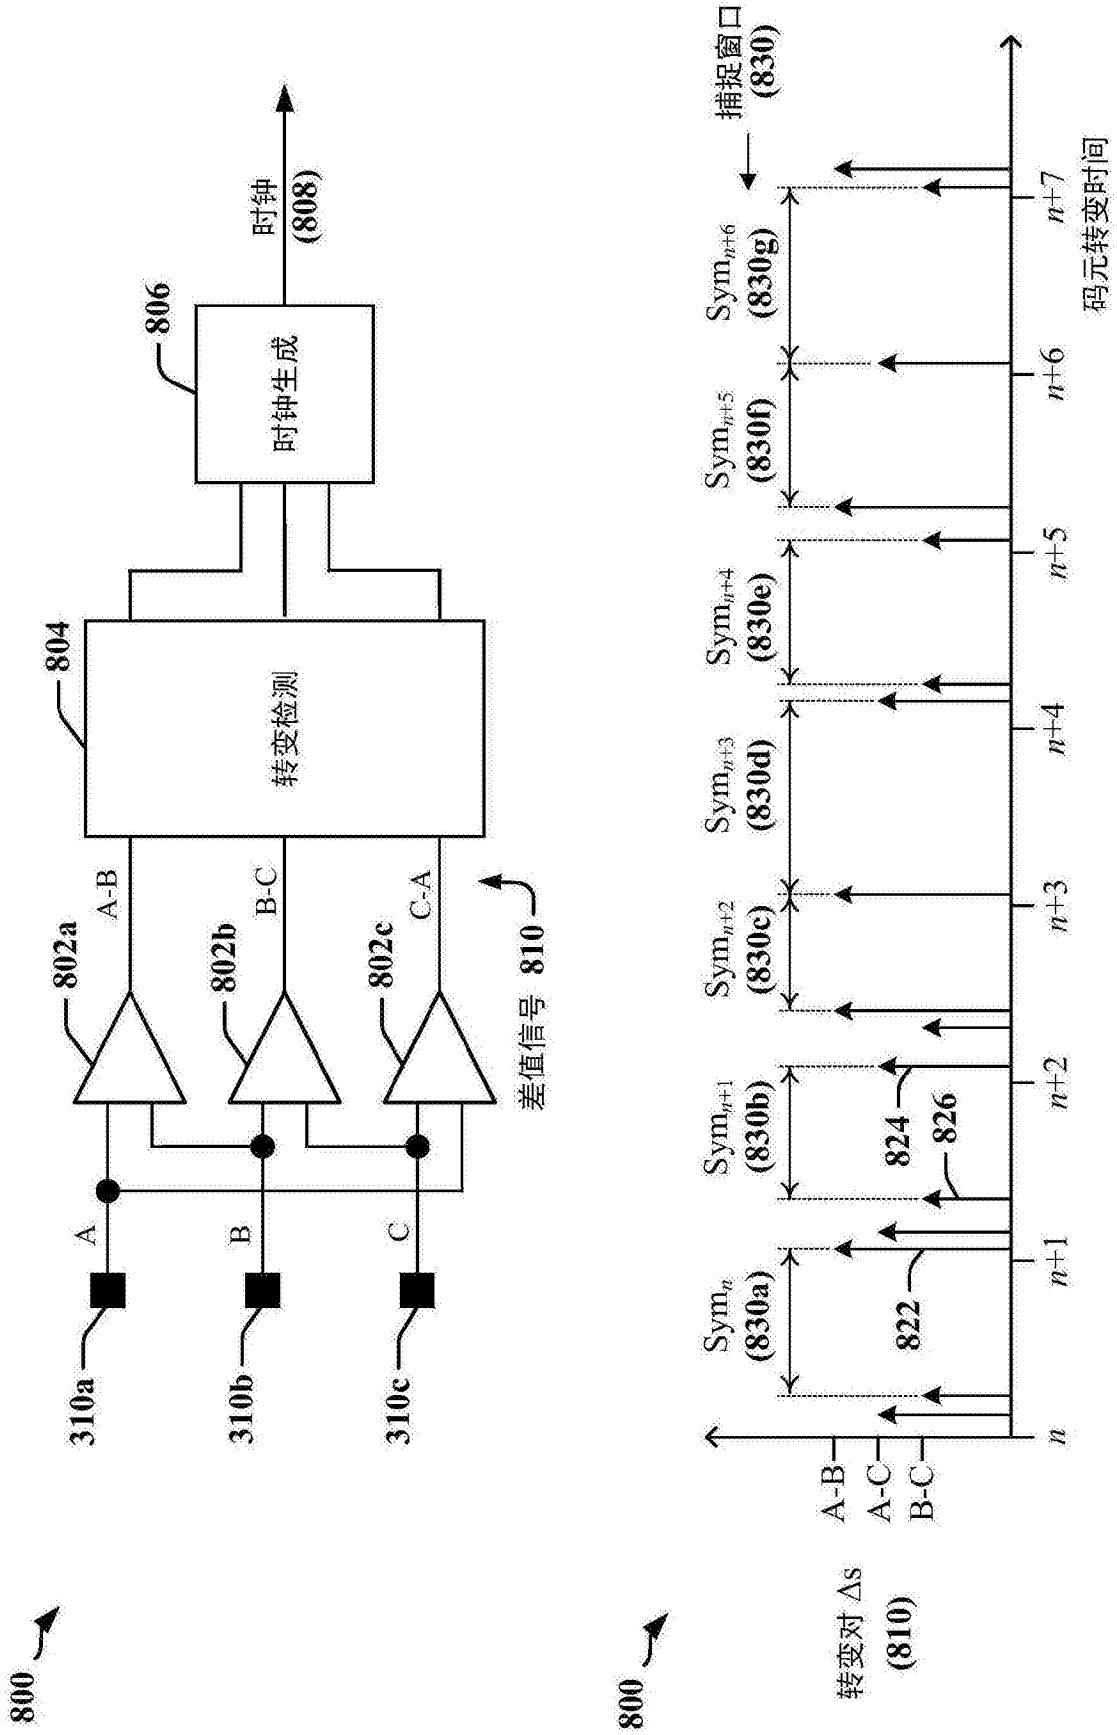 800
310a
A
802a
A-B
804
310b
B
802b
B-C
转变检测
806
时钟生成
时钟
(808)
310c
C
802c
C-A
差值信号 810
800
转变对 Δs
(810)
A-B
A-C
B-C
Symn
(830a)
Symn+1
(830b)
Symn+2
(830c)
Symn+3
(830d)
Symn+4
(830e)
Symn+5
(830f)
Symn+6
(830g)
捕捉窗口
(830)
822
824
826
n
n+1
n+2
n+3
n+4
n+5
n+6
n+7
码元转变时间